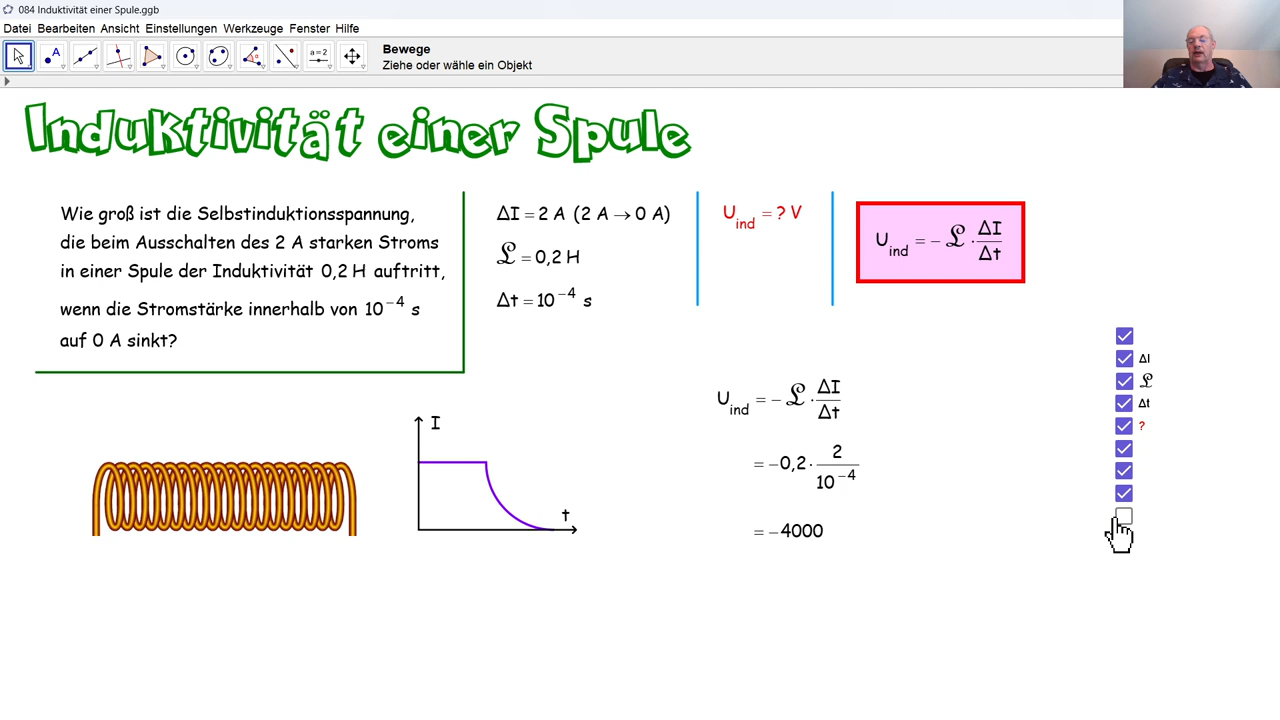 084 Induktivität einer Spule.ggb
Datei Bearbeiten Ansicht Einstellungen Werkzeuge Fenster Hilfe
A
a=2
Bewege
Ziehe oder wähle ein Objekt
Induktivität einer Spule
Wie groß ist die Selbstinduktionsspannung,
die beim Ausschalten des 2 A starken Stroms
in einer Spule der Induktivität 0,2 H auftritt,
wenn die Stromstärke innerhalb von 10⁻⁴ s
auf 0 A sinkt?
ΔI = 2 A (2 A → 0 A)
ℒ = 0,2 H
Δt = 10⁻⁴ s
U_ind = ? V
U_ind = − ℒ · ΔI/Δt
ΔI
ℒ
Δt
?
U_ind = − ℒ · ΔI/Δt
= −0,2 · 2/10⁻⁴
= −4000
I
t